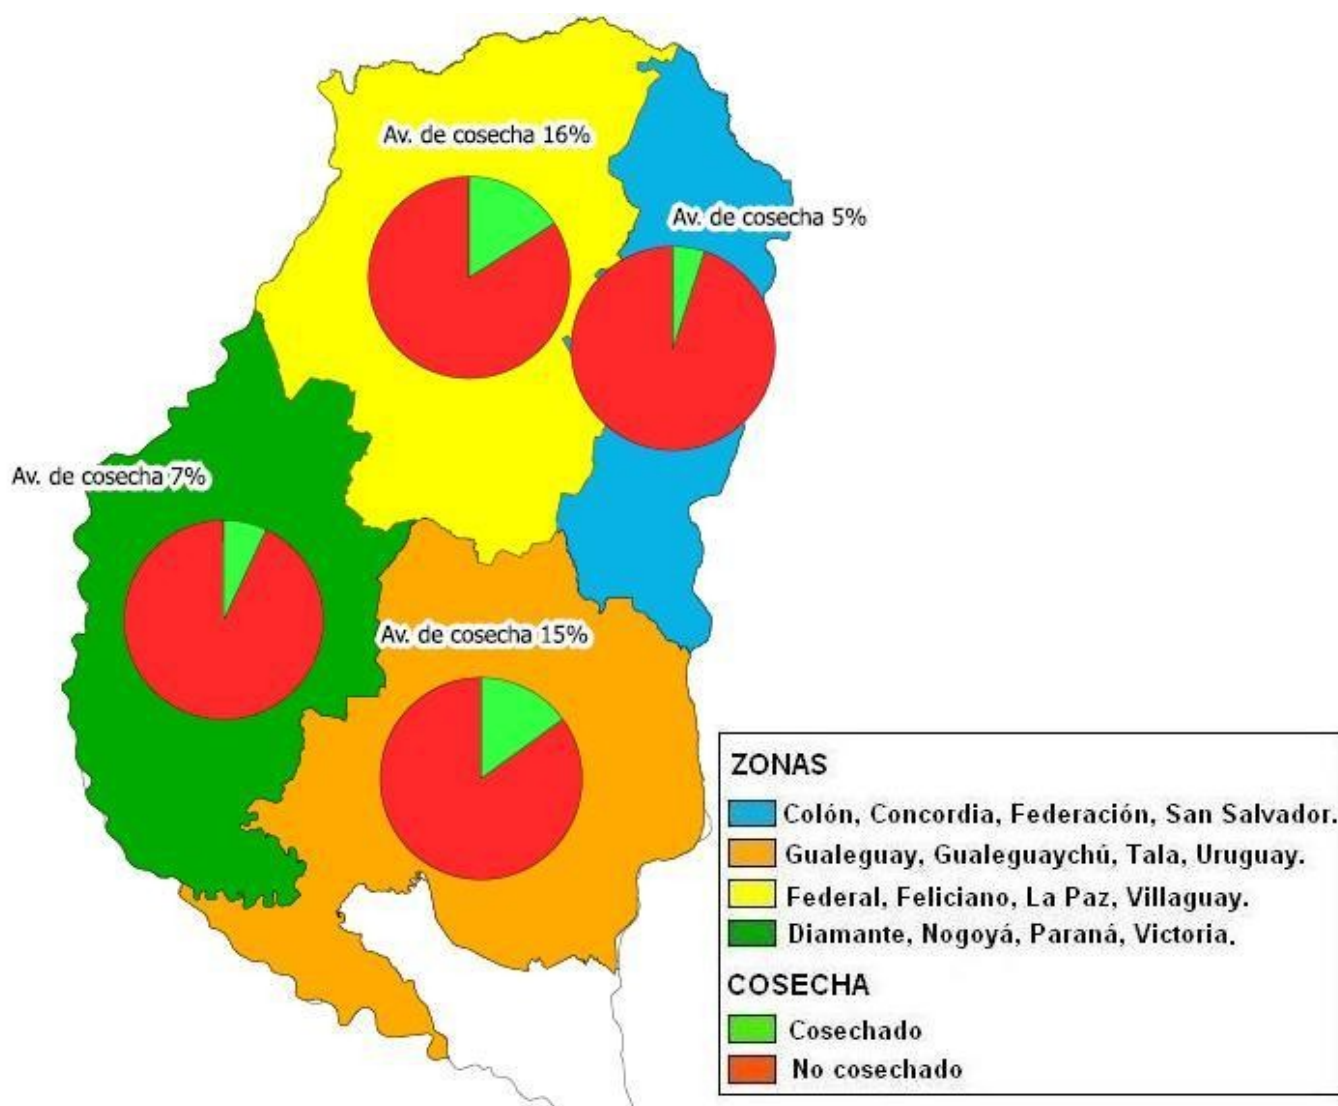 Av. de cosecha 16%
Av. de cosecha 5%
Av. de cosecha 7%
Av. de cosecha 15%
ZONAS
Colón, Concordia, Federación, San Salvador.
Gualeguay, Gualeguaychú, Tala, Uruguay.
Federal, Feliciano, La Paz, Villaguay.
Diamante, Nogoyá, Paraná, Victoria.
COSECHA
Cosechado
No cosechado